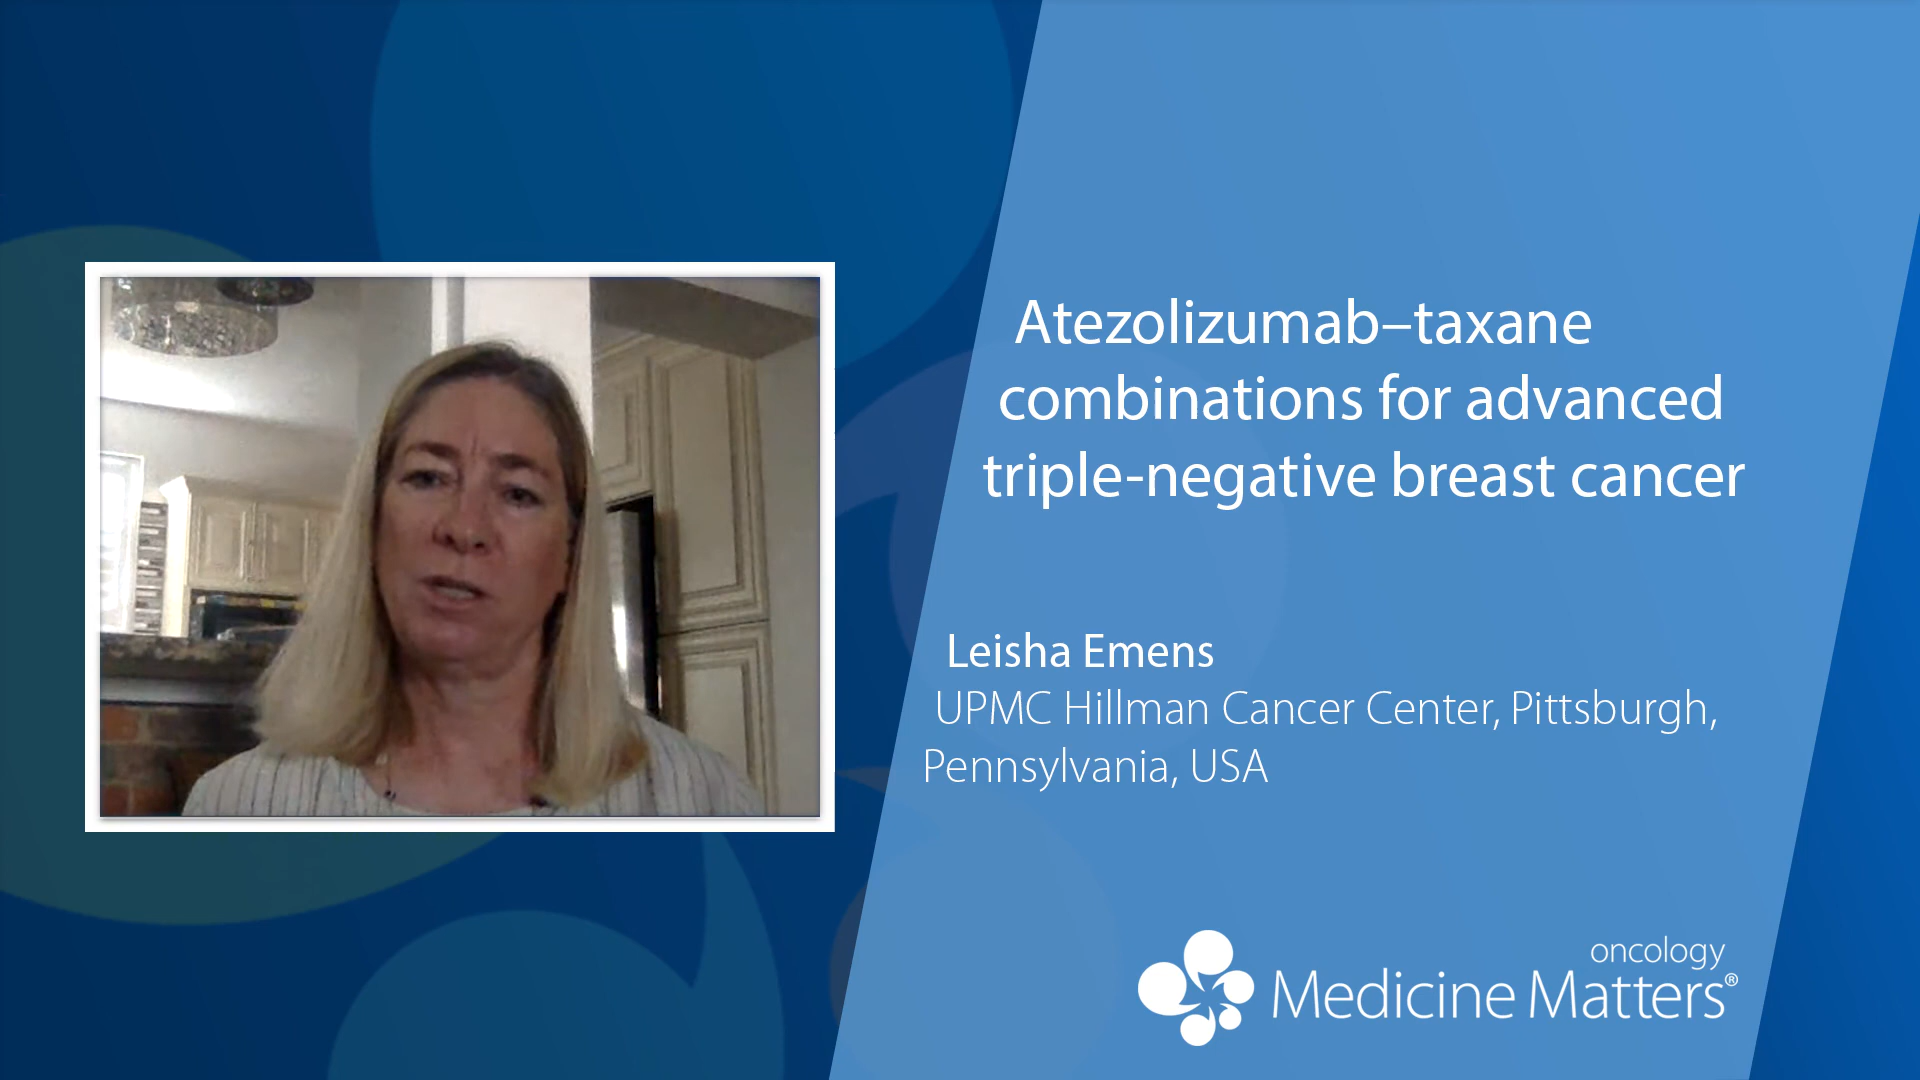 Atezolizumab–taxane
combinations for advanced
triple-negative breast cancer
Leisha Emens
UPMC Hillman Cancer Center, Pittsburgh,
Pennsylvania, USA
oncology
Medicine Matters®